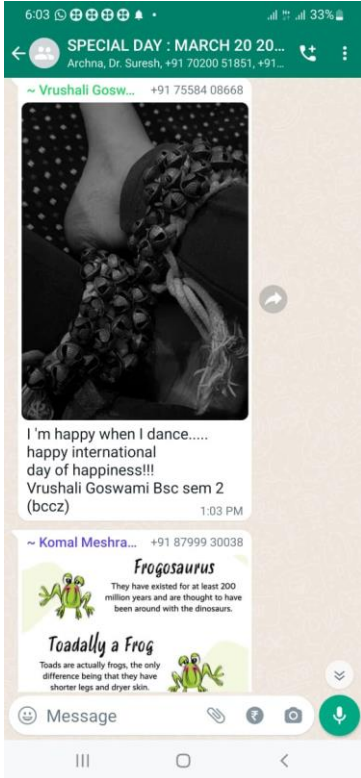 6:03
33%
SPECIAL DAY : MARCH 20 20...
Archna, Dr. Suresh, +91 70200 51851, +91...
~ Vrushali Gosw... +91 75584 08668
I 'm happy when I dance.....
happy international
day of happiness!!!
Vrushali Goswami Bsc sem 2
(bccz)
1:03 PM
~ Komal Meshra... +91 87999 30038
Frogosaurus
They have existed for at least 200
million years and are thought to have
been around with the dinosaurs.
Toadally a Frog
Toads are actually frogs, the only
difference being that they have
shorter legs and dryer skin.
Message